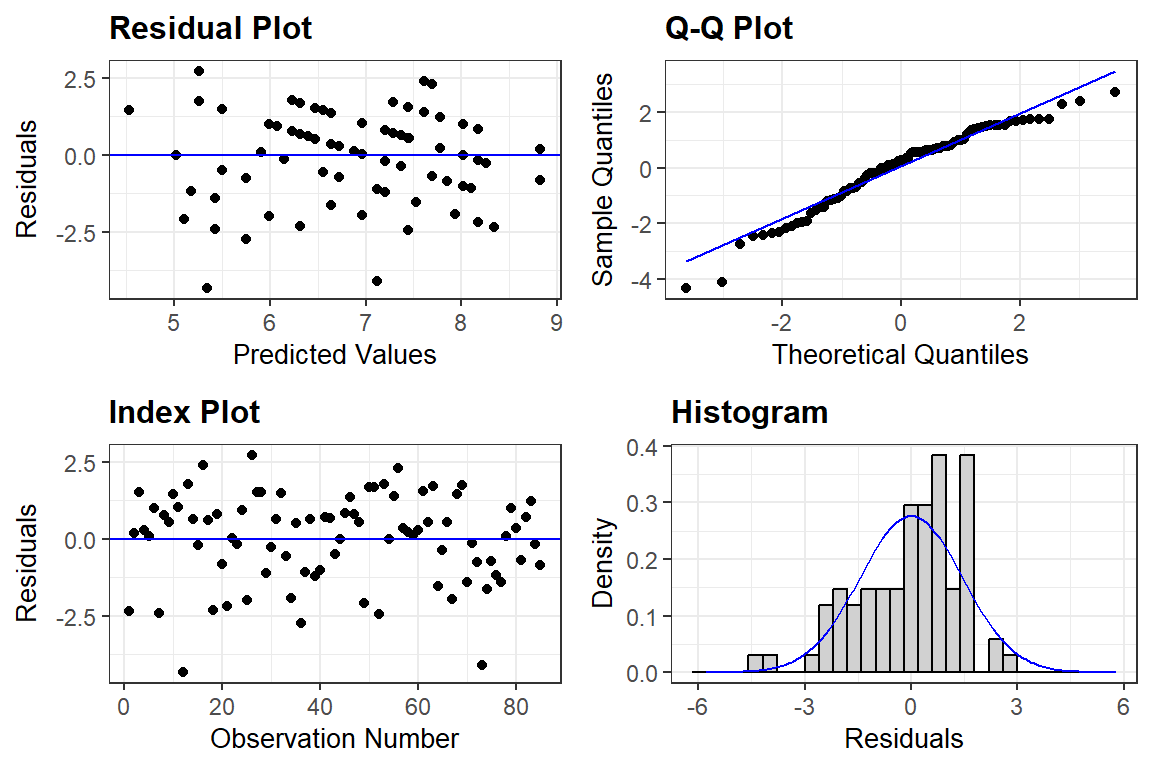 Residual Plot
Residuals
2.5
0.0
-2.5
5 6 7 8 9
Predicted Values
Q-Q Plot
Sample Quantiles
2
0
-2
-4
-2 0 2
Theoretical Quantiles
Index Plot
Residuals
2.5
0.0
-2.5
0 20 40 60 80
Observation Number
Histogram
Density
0.4
0.3
0.2
0.1
0.0
-6 -3 0 3 6
Residuals